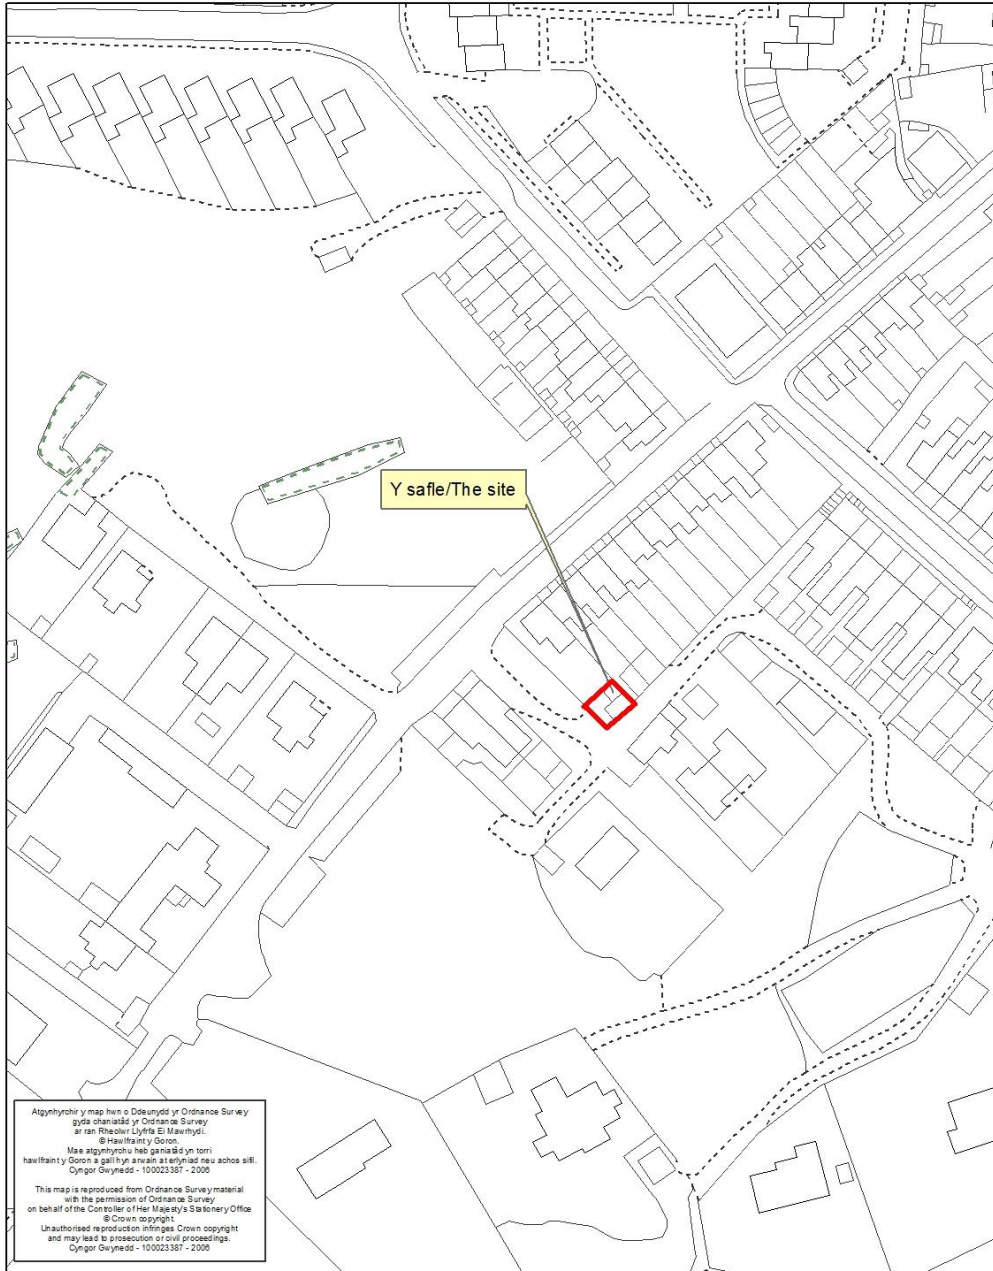 Y safle/The site
Atgynhyrchir y map hwn o Ddeunydd yr Ordnance Survey
gyda chaniatâd yr Ordnance Survey
ar ran Rheolwr Llyfrfa Ei Mawrhydi.
© Hawlfraint y Goron.
Mae atgynhyrchu heb ganiatâd yn torri
hawlfraint y Goron a gall hyn arwain at erlyniad neu achos sifil.
Cyngor Gwynedd - 100023387 - 2006
This map is reproduced from Ordnance Survey material
with the permission of Ordnance Survey
on behalf of the Controller of Her Majesty's Stationery Office
© Crown copyright.
Unauthorised reproduction infringes Crown copyright
and may lead to prosecution or civil proceedings.
Cyngor Gwynedd - 100023387 - 2006